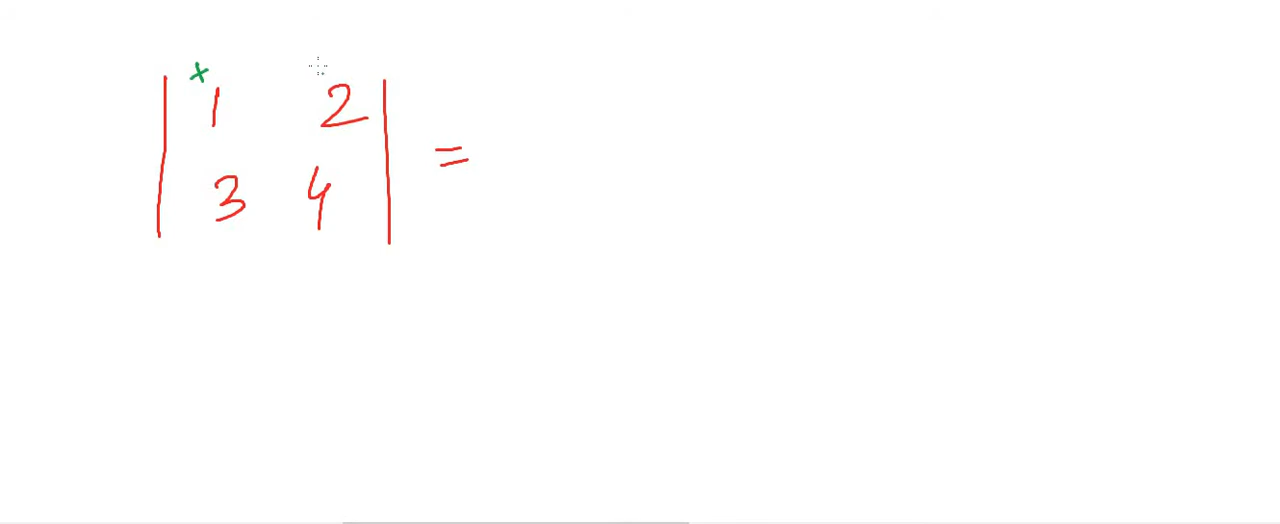 +
| 1 2 |
| 3 4 | =